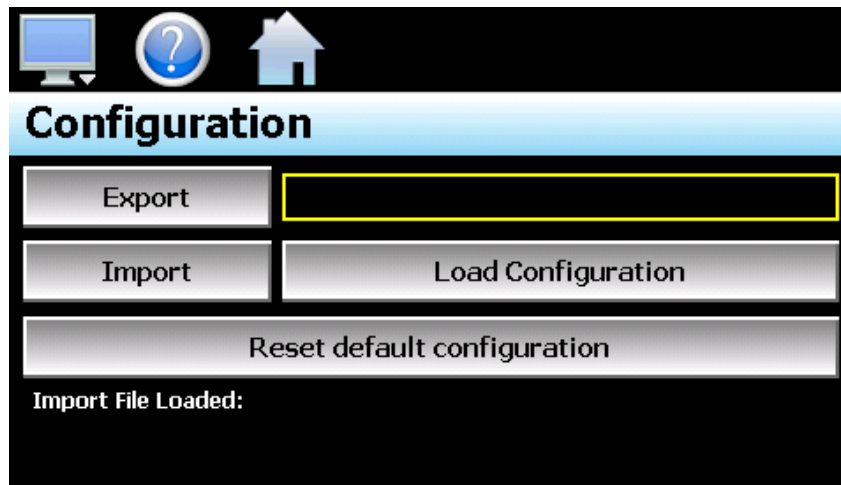 ?
Configuration
Export
Import Load Configuration
Reset default configuration
Import File Loaded: